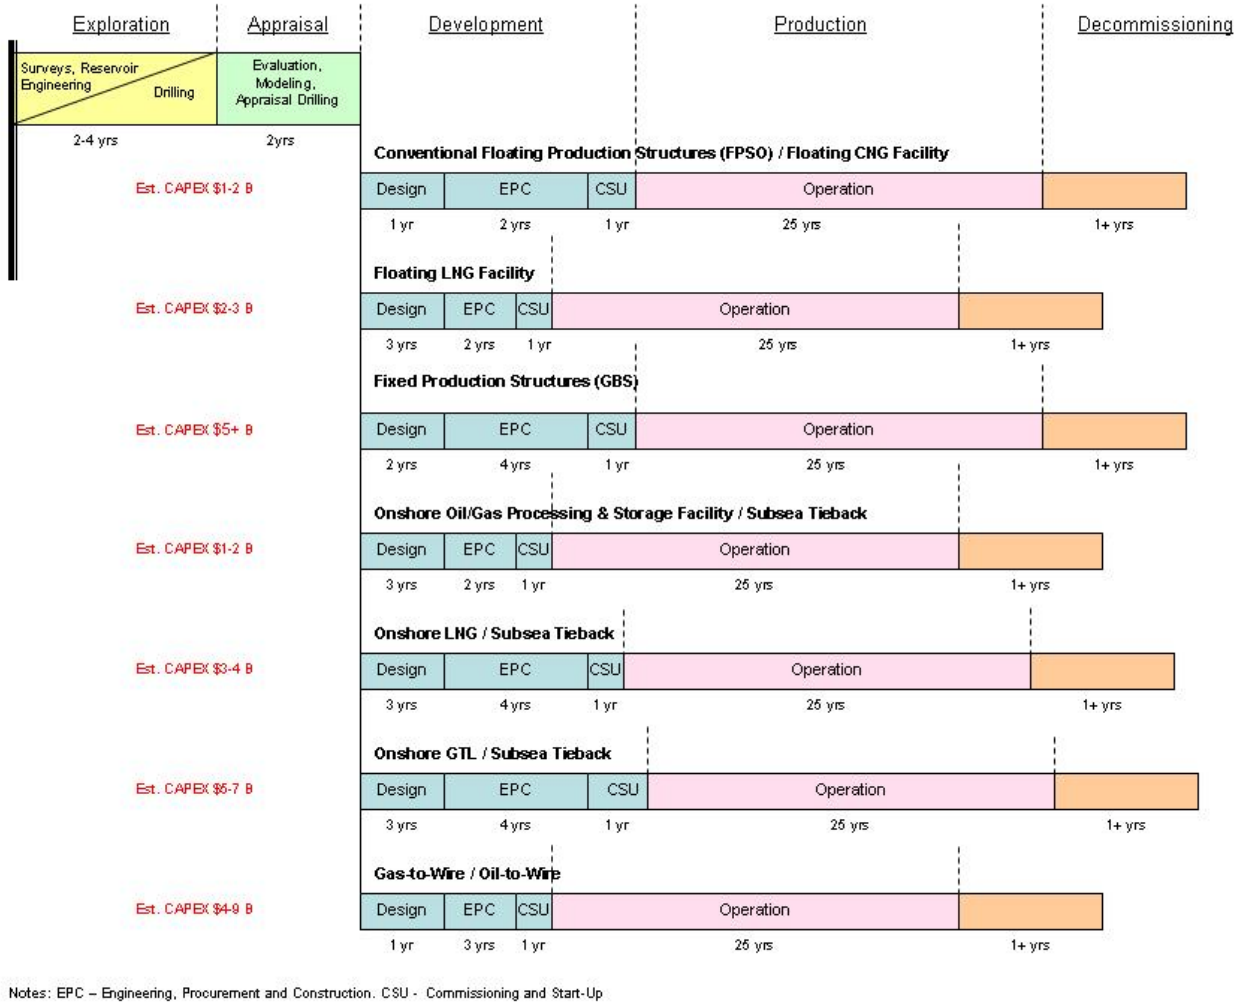 Exploration Appraisal Development Production Decommissioning
Surveys, Reservoir
Engineering
Drilling
Evaluation,
Modeling,
Appraisal Drilling
2-4 yrs 2yrs
Conventional Floating Production Structures (FPSO) / Floating CNG Facility
Est. CAPEX $1-2 B Design EPC CSU Operation
1 yr 2 yrs 1 yr 25 yrs 1+ yrs
Floating LNG Facility
Est. CAPEX $2-3 B Design EPC CSU Operation
3 yrs 2 yrs 1 yr 25 yrs 1+ yrs
Fixed Production Structures (GBS)
Est. CAPEX $5+ B Design EPC CSU Operation
2 yrs 4 yrs 1 yr 25 yrs 1+ yrs
Onshore Oil/Gas Processing & Storage Facility / Subsea Tieback
Est. CAPEX $1-2 B Design EPC CSU Operation
3 yrs 2 yrs 1 yr 25 yrs 1+ yrs
Onshore LNG / Subsea Tieback
Est. CAPEX $3-4 B Design EPC CSU Operation
3 yrs 4 yrs 1 yr 25 yrs 1+ yrs
Onshore GTL / Subsea Tieback
Est. CAPEX $5-7 B Design EPC CSU Operation
3 yrs 4 yrs 1 yr 25 yrs 1+ yrs
Gas-to-Wire / Oil-to-Wire
Est. CAPEX $4-9 B Design EPC CSU Operation
1 yr 3 yrs 1 yr 25 yrs 1+ yrs
Notes: EPC – Engineering, Procurement and Construction. CSU - Commissioning and Start-Up